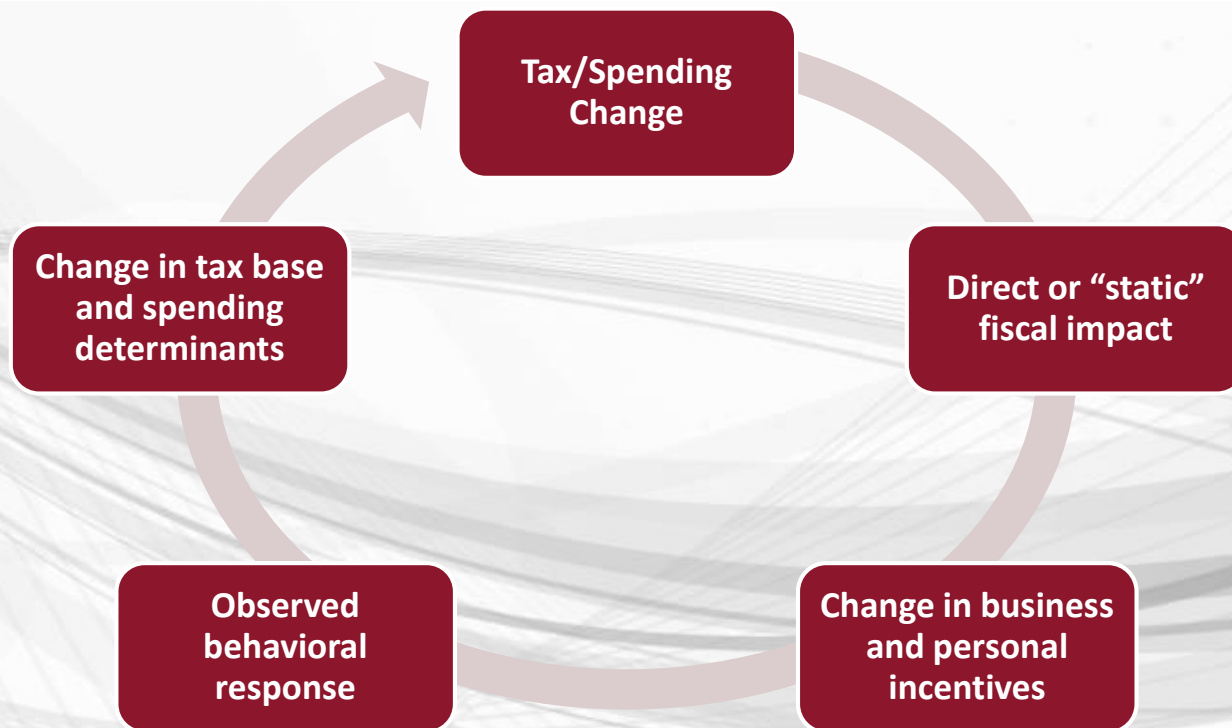 Tax/Spending
Change
Direct or “static”
fiscal impact
Change in business
and personal
incentives
Observed
behavioral
response
Change in tax base
and spending
determinants